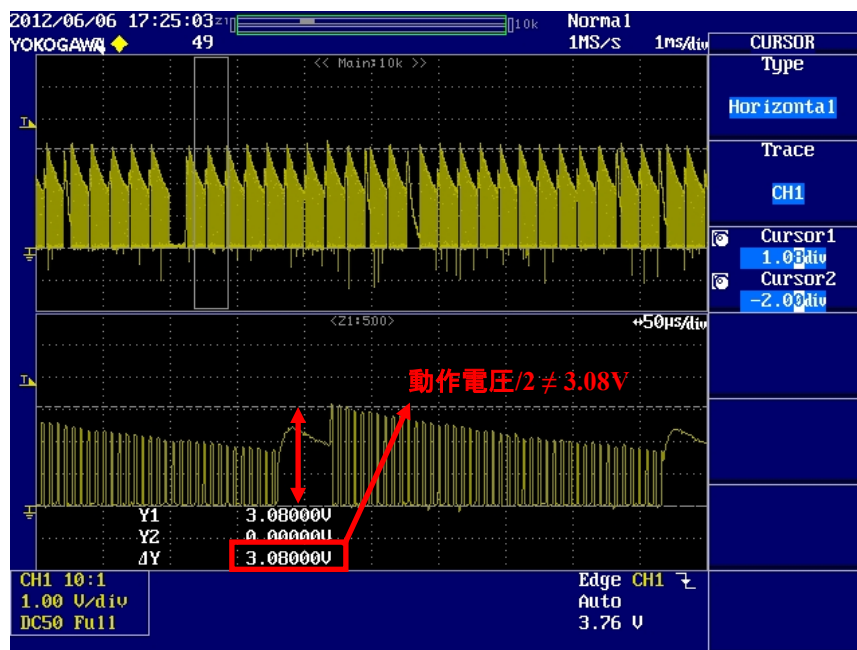 2012/06/06 17:25:03 Z1 10k Normal
YOKOGAWA 49 1MS/s 1ms/div
<< Main:10k >>
CURSOR
Type
Horizontal
Trace
CH1
Cursor1
1.08div
Cursor2
-2.00div
<Z1:500> 50µs/div
動作電圧/2 ≠ 3.08V
Y1 3.08000V
Y2 0.00000V
ΔY 3.08000V
CH1 10:1
1.00 V/div
DC50 Full
Edge CH1
Auto
3.76 V